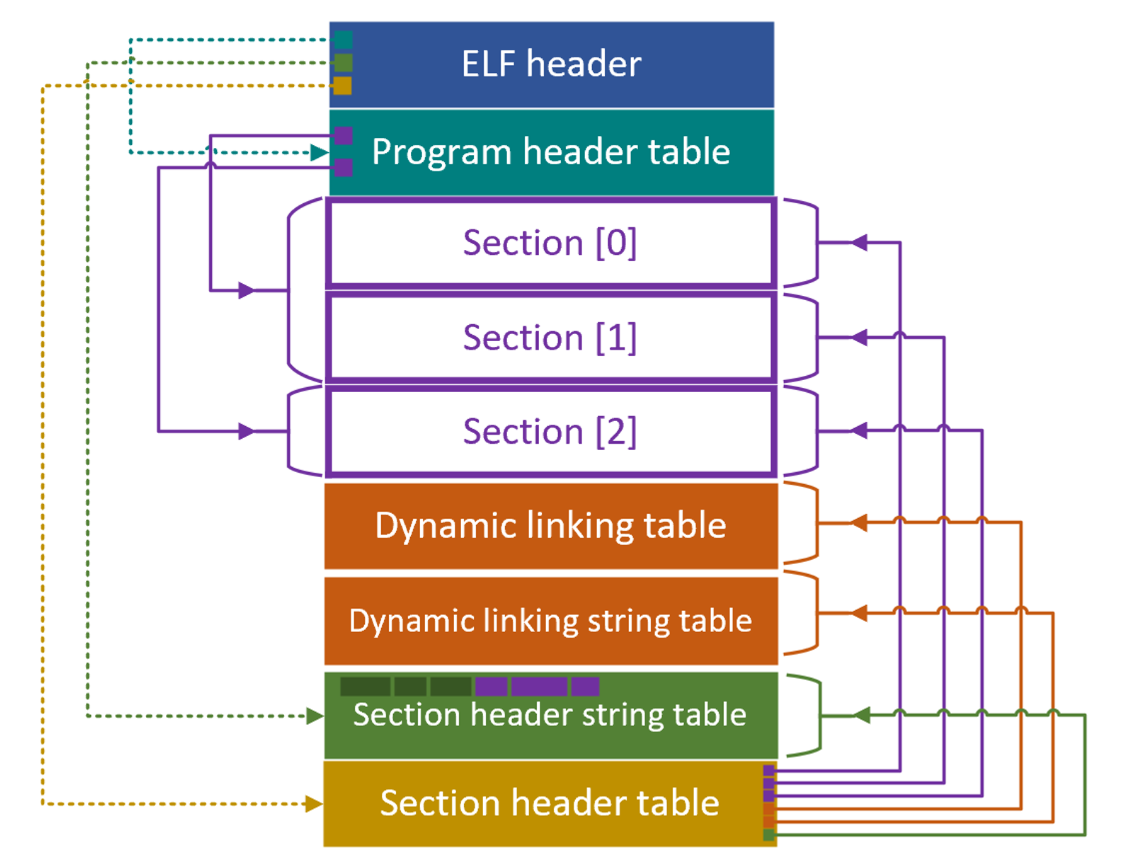 ELF header
Program header table
Section [0]
Section [1]
Section [2]
Dynamic linking table
Dynamic linking string table
Section header string table
Section header table